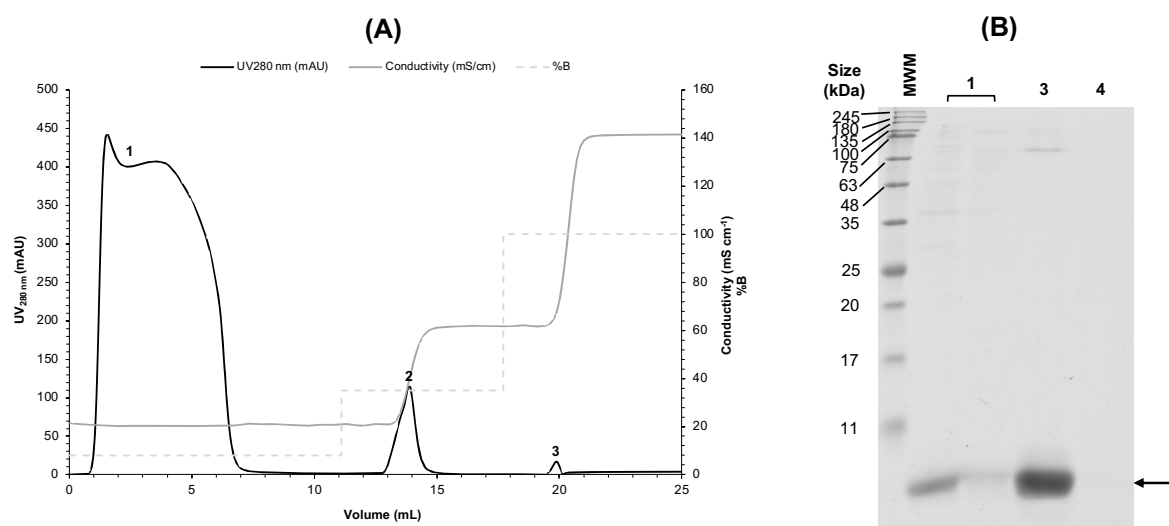 (A)
UV280 nm (mAU) Conductivity (mS/cm) %B
500
450
400
350
300
250
200
150
100
50
0
UV280 nm (mAU)
160
140
120
100
80
60
40
20
0
Conductivity (mS cm-1)
%B
1
2
3
0 5 10 15 20 25
Volume (mL)
(B)
Size
(kDa)
MWM
1 3 4
245
180
135
100
75
63
48
35
25
20
17
11